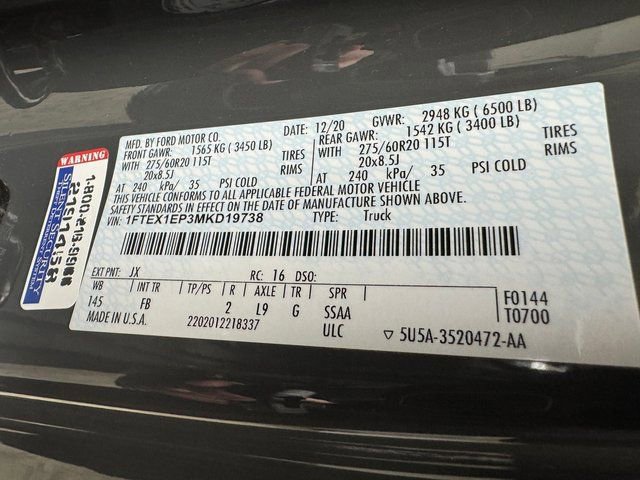 MFD. BY FORD MOTOR CO. DATE: 12/20 GVWR: 2948 KG ( 6500 LB)
FRONT GAWR: 1565 KG ( 3450 LB) REAR GAWR: 1542 KG ( 3400 LB)
WITH 275/60R20 115T TIRES WITH 275/60R20 115T TIRES
20x8.5J RIMS 20x8.5J RIMS
AT 240 kPa/ 35 PSI COLD AT 240 kPa/ 35 PSI COLD
THIS VEHICLE CONFORMS TO ALL APPLICABLE FEDERAL MOTOR VEHICLE
SAFETY STANDARDS IN EFFECT ON THE DATE OF MANUFACTURE SHOWN ABOVE.
VIN: 1FTEX1EP3MKD19738 TYPE: Truck
EXT PNT: JX RC: 16 DSO:
WB INT TR TP/PS R AXLE TR SPR
145 FB 2 L9 G SSAA F0144
MADE IN U.S.A. 2202012218337 ULC T0700
▽ 5U5A-3520472-AA
WARNING
SILENT SECURITY